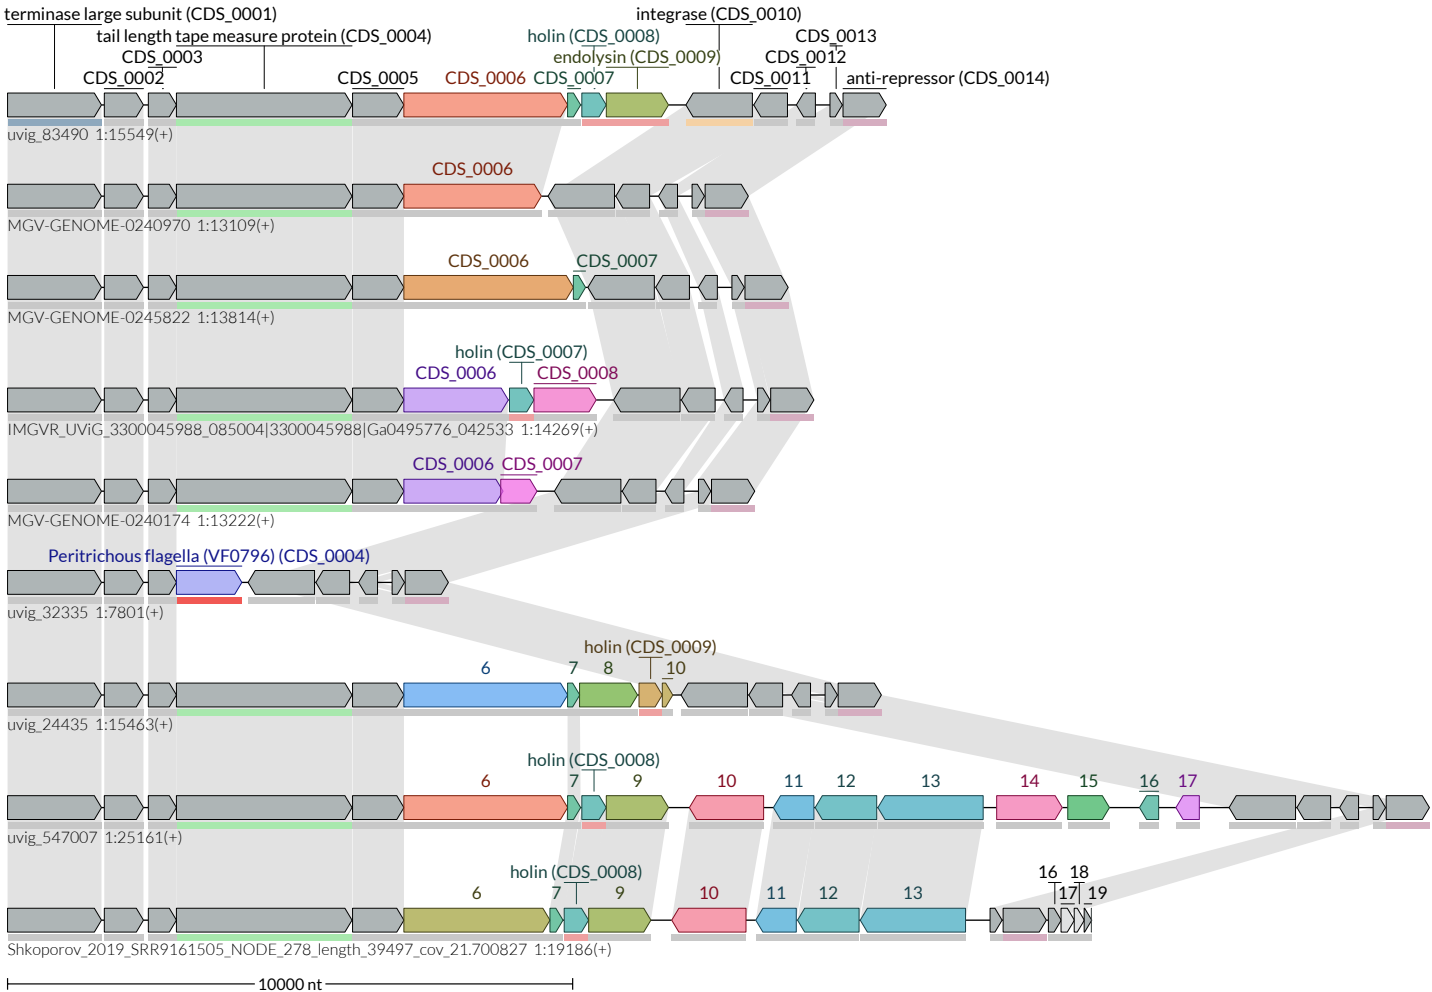 terminase large subunit (CDS_0001)
integrase (CDS_0010)
tail length tape measure protein (CDS_0004)
holin (CDS_0008)
CDS_0013
CDS_0003
endolysin (CDS_0009)
CDS_0012
CDS_0002
CDS_0005
CDS_0006
CDS_0007
CDS_0011
anti-repressor (CDS_0014)
uvig_83490 1:15549(+)
CDS_0006
MGV-GENOME-0240970 1:13109(+)
CDS_0006
CDS_0007
MGV-GENOME-0245822 1:13814(+)
holin (CDS_0007)
CDS_0006
CDS_0008
IMGVR_UViG_3300045988_085004|3300045988|Ga0495776_042533 1:14269(+)
CDS_0006
CDS_0007
MGV-GENOME-0240174 1:13222(+)
Peritrichous flagella (VF0796) (CDS_0004)
uvig_32335 1:7801(+)
holin (CDS_0009)
6
7
8
10
uvig_24435 1:15463(+)
holin (CDS_0008)
6
7
9
10
11
12
13
14
15
16
17
uvig_547007 1:25161(+)
holin (CDS_0008)
16
18
6
7
9
10
11
12
13
17
19
Shkoporov_2019_SRR9161505_NODE_278_length_39497_cov_21.700827 1:19186(+)
10000 nt